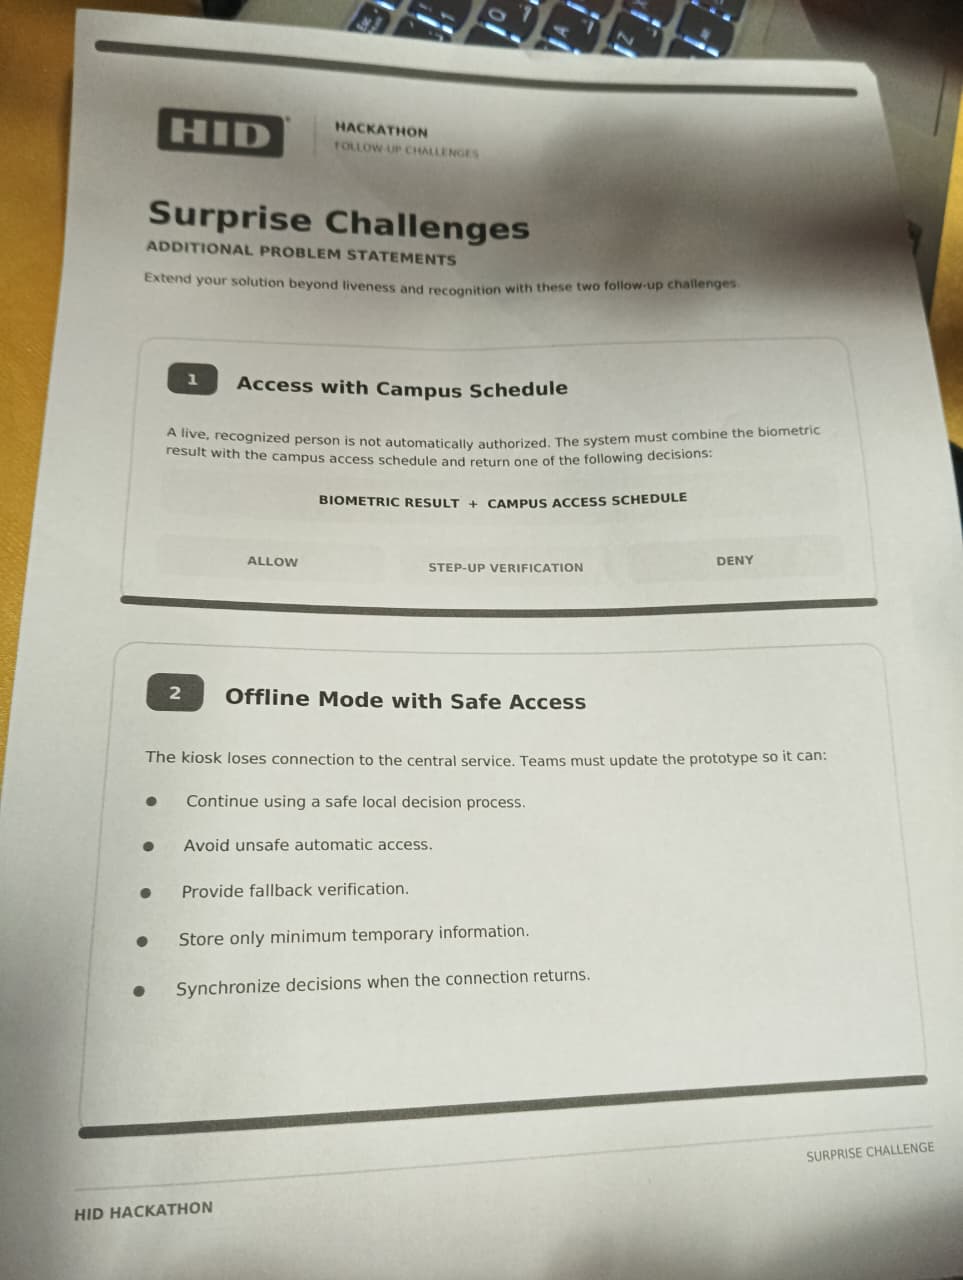 HID
HACKATHON
FOLLOW-UP CHALLENGES
Surprise Challenges
ADDITIONAL PROBLEM STATEMENTS
Extend your solution beyond liveness and recognition with these two follow-up challenges.
1
Access with Campus Schedule
A live, recognized person is not automatically authorized. The system must combine the biometric
result with the campus access schedule and return one of the following decisions:
BIOMETRIC RESULT + CAMPUS ACCESS SCHEDULE
ALLOW
STEP-UP VERIFICATION
DENY
2
Offline Mode with Safe Access
The kiosk loses connection to the central service. Teams must update the prototype so it can:
● Continue using a safe local decision process.
● Avoid unsafe automatic access.
● Provide fallback verification.
● Store only minimum temporary information.
● Synchronize decisions when the connection returns.
SURPRISE CHALLENGE
HID HACKATHON